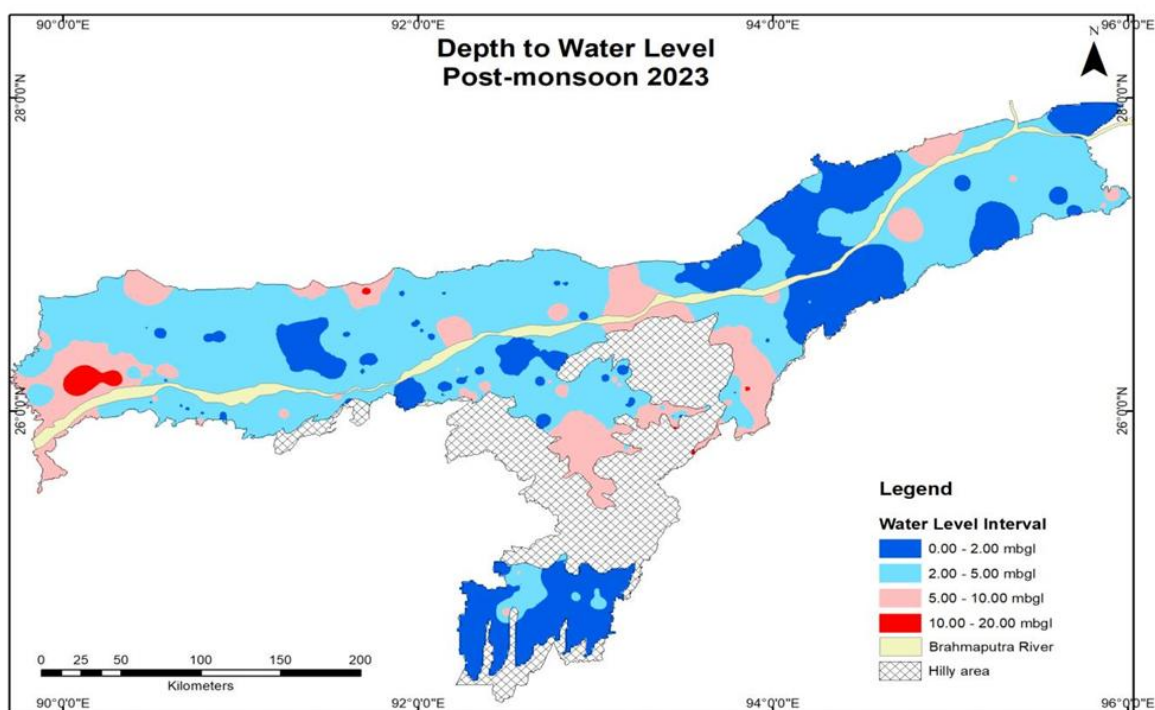 90°0'0"E 92°0'0"E 94°0'0"E 96°0'0"E
Depth to Water Level
Post-monsoon 2023
N
28°0'0"N 28°0'0"N
26°0'0"N 26°0'0"N
Legend
Water Level Interval
0.00 - 2.00 mbgl
2.00 - 5.00 mbgl
5.00 - 10.00 mbgl
10.00 - 20.00 mbgl
Brahmaputra River
Hilly area
0 25 50 100 150 200
Kilometers
90°0'0"E 92°0'0"E 94°0'0"E 96°0'0"E